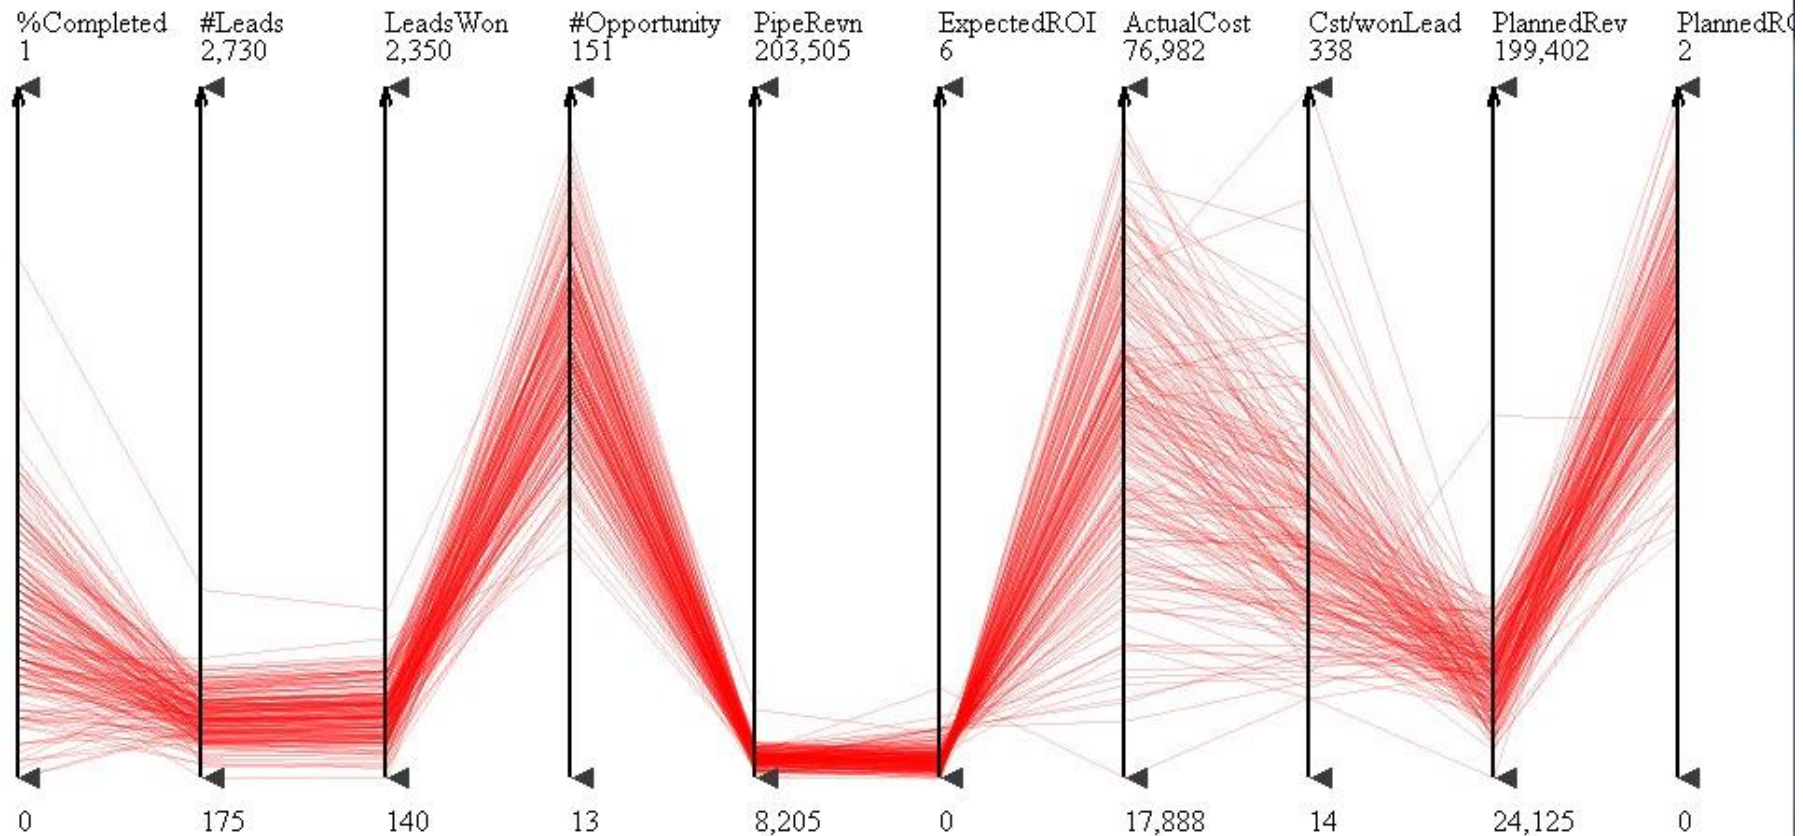 %Completed #Leads LeadsWon #Opportunity PipeRevn ExpectedROI ActualCost Cst/wonLead PlannedRev PlannedRO
1 2,730 2,350 151 203,505 6 76,982 338 199,402 2
0 175 140 13 8,205 0 17,888 14 24,125 0